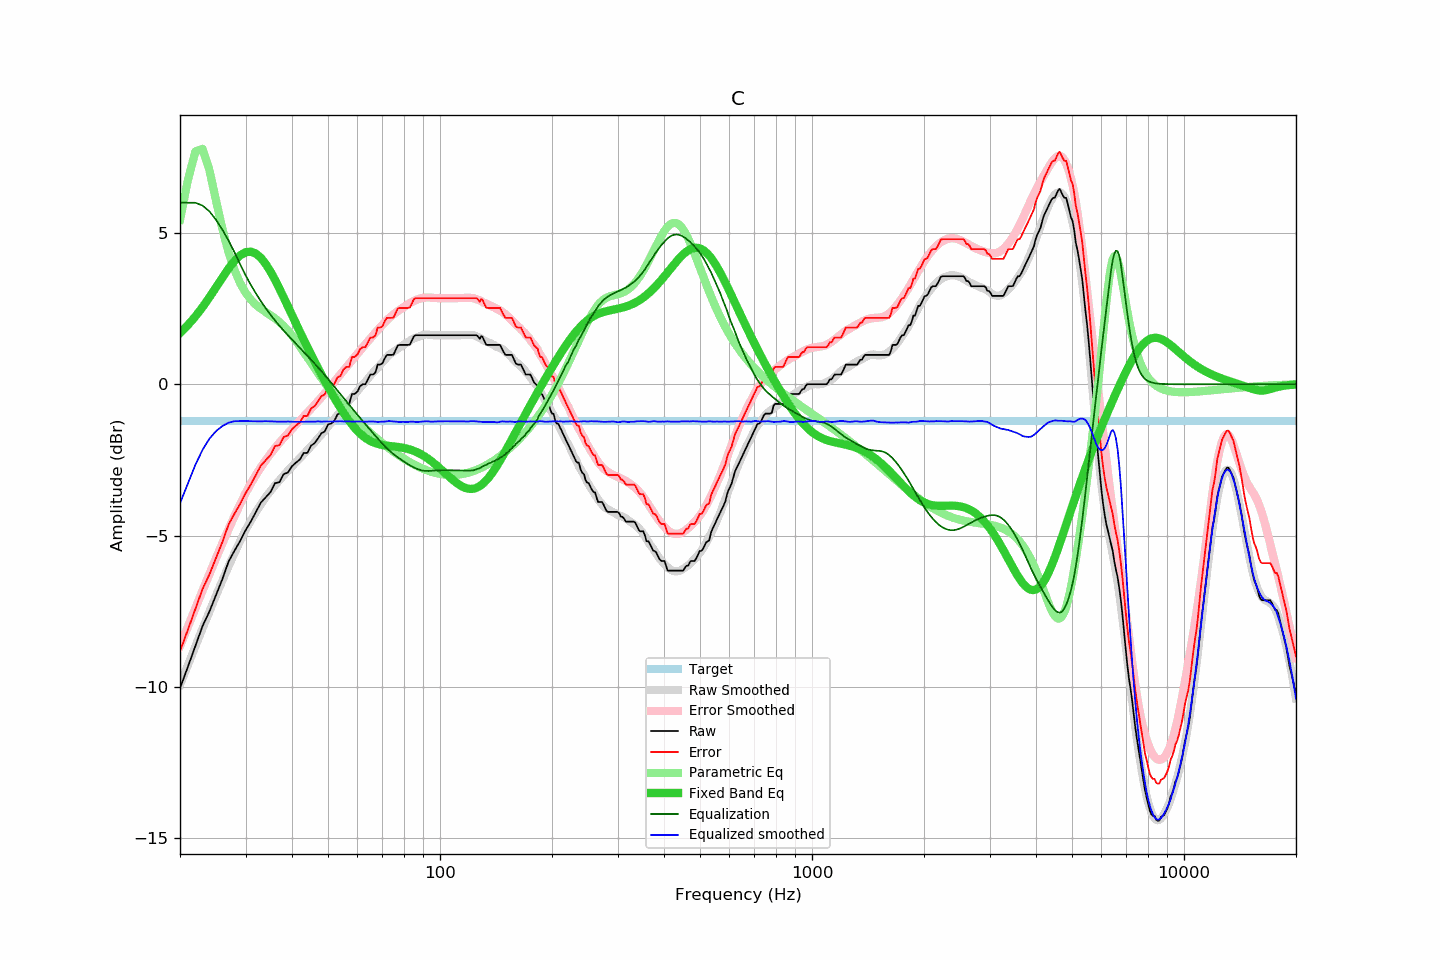 C
Amplitude (dBr)
5
0
−5
−10
−15
Target
Raw Smoothed
Error Smoothed
Raw
Error
Parametric Eq
Fixed Band Eq
Equalization
Equalized smoothed
100 1000 10000
Frequency (Hz)